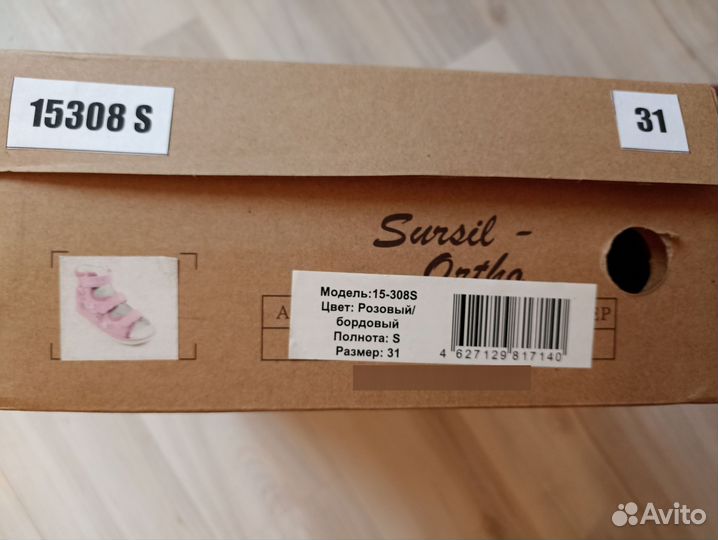 15308 S
31
Sursil -
Ortho
Модель:15-308S
Цвет: Розовый/
бордовый
Полнота: S
Размер: 31
4 627129 817140
Avito